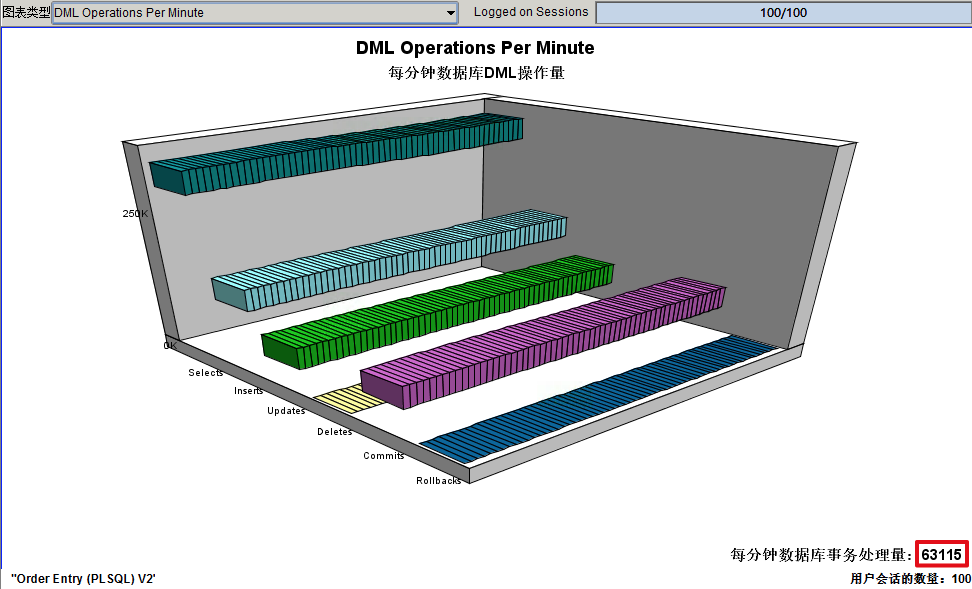 图表类型 DML Operations Per Minute Logged on Sessions 100/100
DML Operations Per Minute
每分钟数据库DML操作量
250K
0K
Selects
Inserts
Updates
Deletes
Commits
Rollbacks
每分钟数据库事务处理量: 63115
"Order Entry (PLSQL) V2' 用户会话的数量: 100